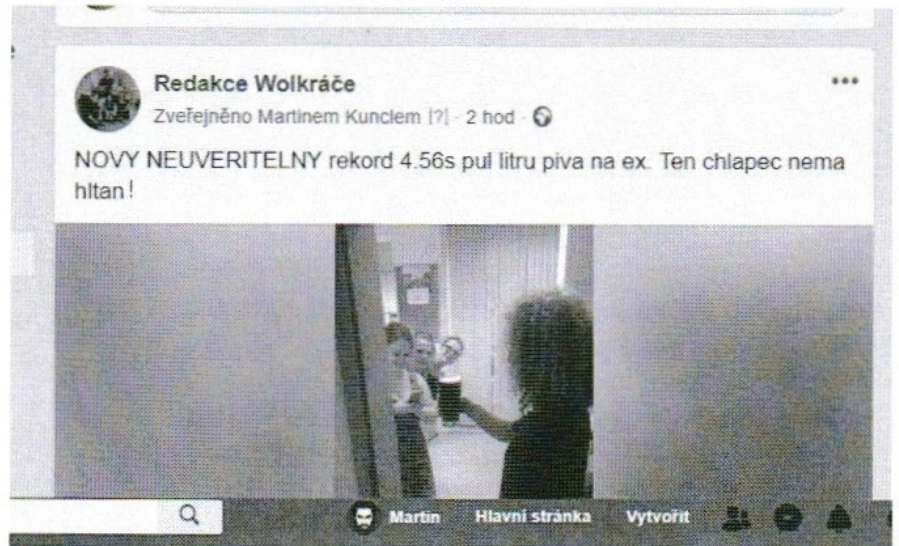 Redakce Wolkráče
Zveřejněno Martinem Kunclem [?] · 2 hod ·
NOVY NEUVERITELNY rekord 4.56s pul litru piva na ex. Ten chlapec nema
hltan!
Martin Hlavní stránka Vytvořit